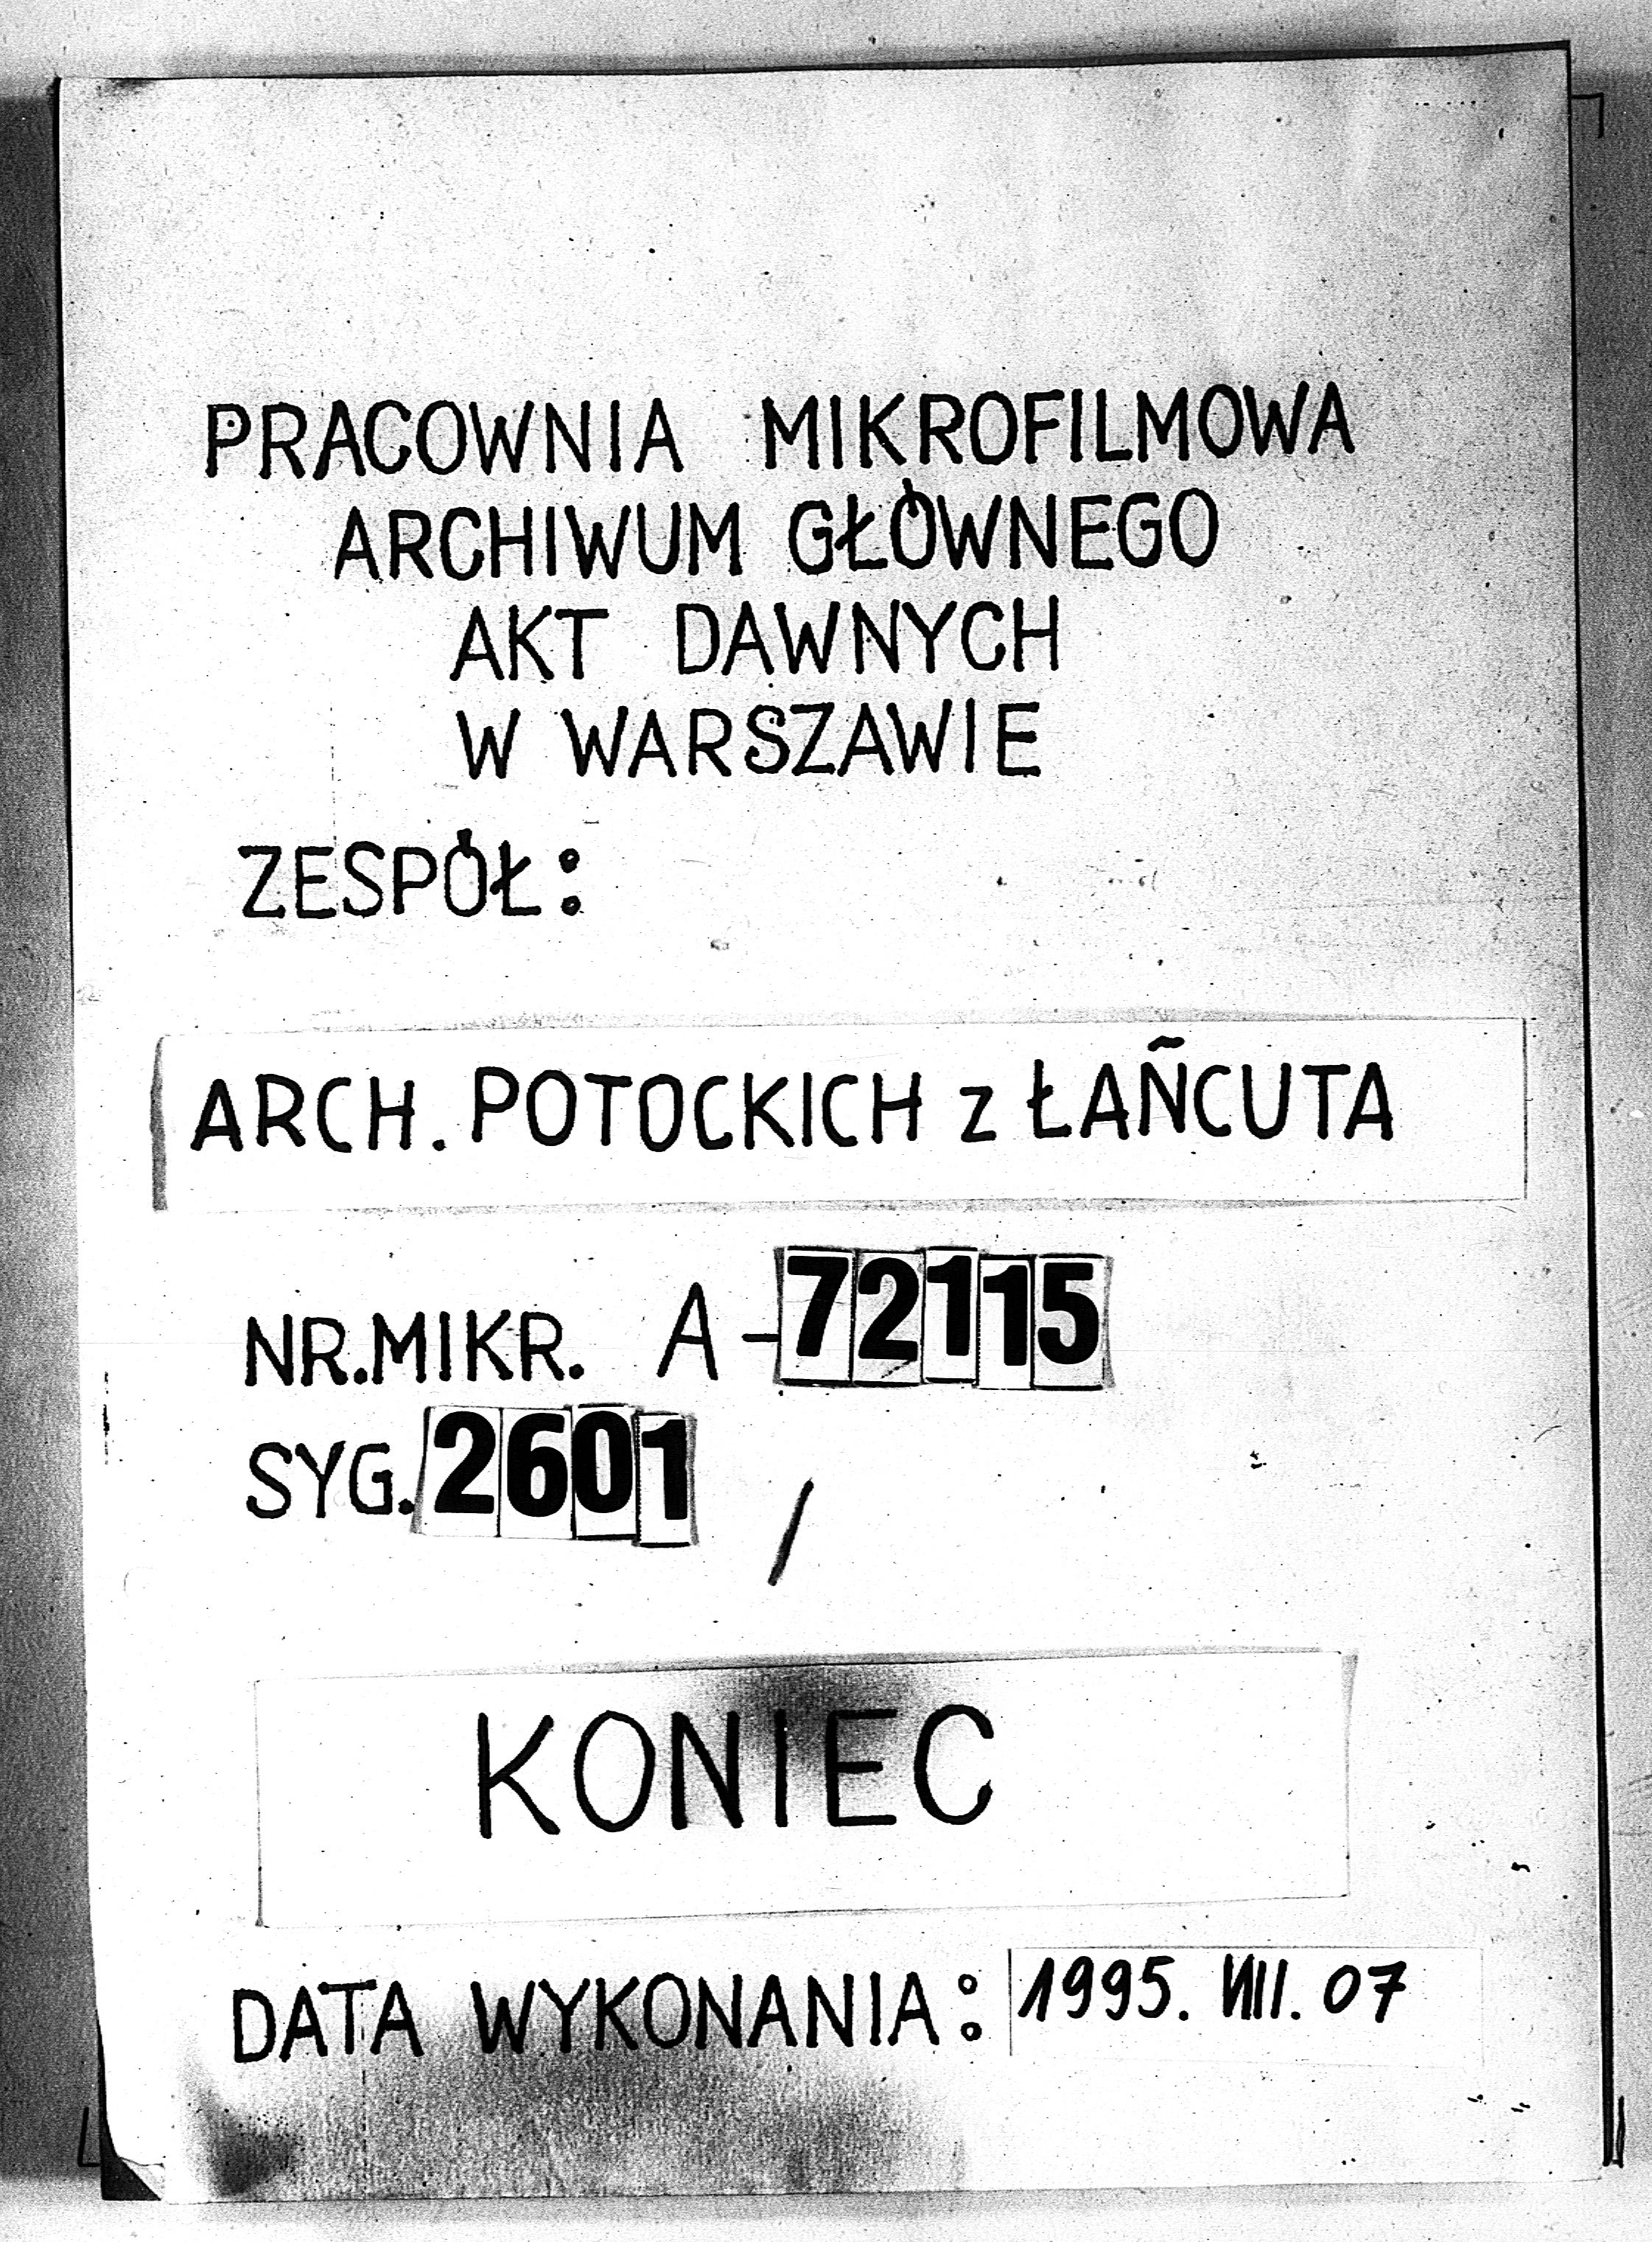 PRACOWNIA MIKROFILMOWA
ARCHIWUM GŁÓWNEGO
AKT DAWNYCH
W WARSZAWIE
ZESPÓŁ:
ARCH. POTOCKICH z ŁAŃCUTA
NR.MIKR. A-72115
SYG. 2601 /
KONIEC
DATA WYKONANIA: 1995. VIII. 07